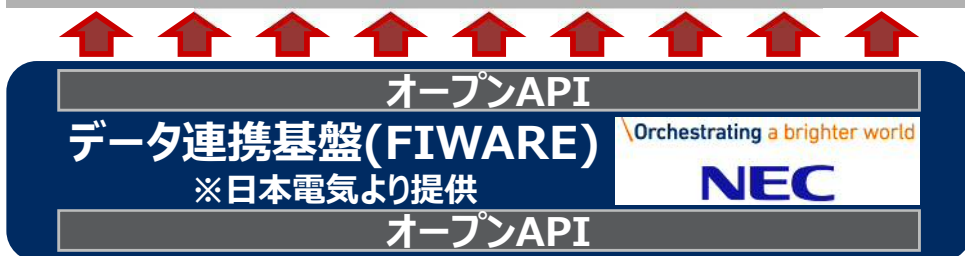 オープンAPI
データ連携基盤(FIWARE)
※日本電気より提供
\Orchestrating a brighter world
NEC
オープンAPI